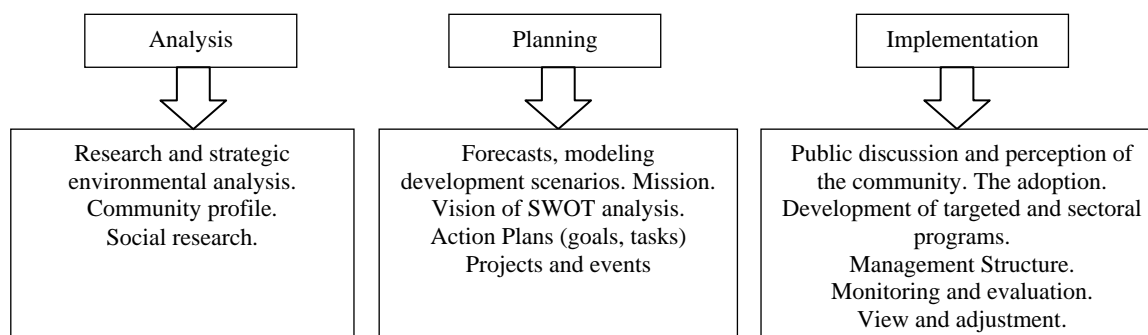 Analysis
Research and strategic
environmental analysis.
Community profile.
Social research.
Planning
Forecasts, modeling
development scenarios. Mission.
Vision of SWOT analysis.
Action Plans (goals, tasks)
Projects and events
Implementation
Public discussion and perception of
the community. The adoption.
Development of targeted and sectoral
programs.
Management Structure.
Monitoring and evaluation.
View and adjustment.